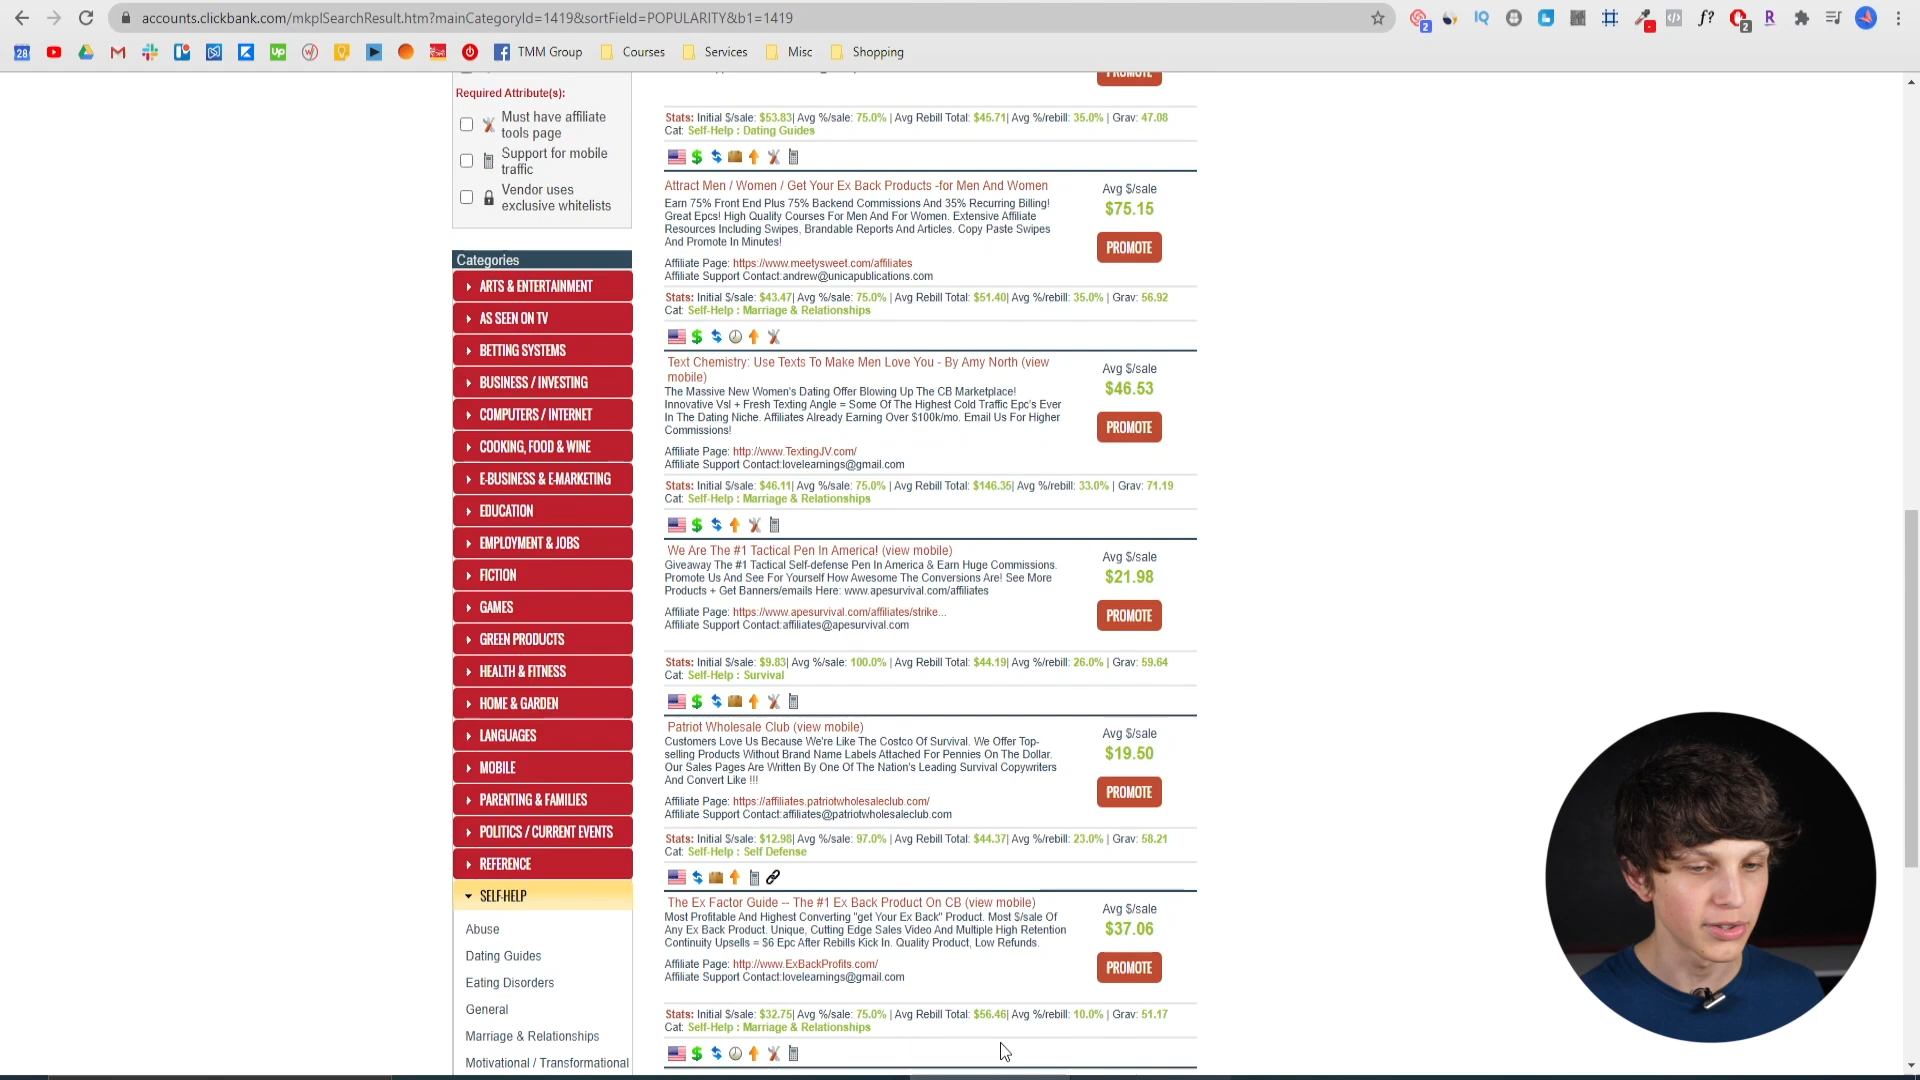 accounts.clickbank.com/mkplSearchResult.htm?mainCategoryId=1419&sortField=POPULARITY&b1=1419
TMM Group
Courses
Services
Misc
Shopping
Required Attribute(s):
Must have affiliate
tools page
Support for mobile
traffic
Vendor uses
exclusive whitelists
Categories
ARTS & ENTERTAINMENT
AS SEEN ON TV
BETTING SYSTEMS
BUSINESS / INVESTING
COMPUTERS / INTERNET
COOKING, FOOD & WINE
E-BUSINESS & E-MARKETING
EDUCATION
EMPLOYMENT & JOBS
FICTION
GAMES
GREEN PRODUCTS
HEALTH & FITNESS
HOME & GARDEN
LANGUAGES
MOBILE
PARENTING & FAMILIES
POLITICS / CURRENT EVENTS
REFERENCE
SELF-HELP
Abuse
Dating Guides
Eating Disorders
General
Marriage & Relationships
Motivational / Transformational
PROMOTE
Stats: Initial $/sale: $53.83| Avg %/sale: 75.0% | Avg Rebill Total: $45.71| Avg %/rebill: 35.0% | Grav: 47.08
Cat: Self-Help : Dating Guides
Attract Men / Women / Get Your Ex Back Products -for Men And Women
Earn 75% Front End Plus 75% Backend Commissions And 35% Recurring Billing!
Great Epcs! High Quality Courses For Men And For Women. Extensive Affiliate
Resources Including Swipes, Brandable Reports And Articles. Copy Paste Swipes
And Promote In Minutes!
Affiliate Page: https://www.meetysweet.com/affiliates
Affiliate Support Contact:andrew@unicapublications.com
Avg $/sale
$75.15
PROMOTE
Stats: Initial $/sale: $43.47| Avg %/sale: 75.0% | Avg Rebill Total: $51.40| Avg %/rebill: 35.0% | Grav: 56.92
Cat: Self-Help : Marriage & Relationships
Text Chemistry: Use Texts To Make Men Love You - By Amy North (view
mobile)
The Massive New Women's Dating Offer Blowing Up The CB Marketplace!
Innovative Vsl + Fresh Texting Angle = Some Of The Highest Cold Traffic Epc's Ever
In The Dating Niche. Affiliates Already Earning Over $100k/mo. Email Us For Higher
Commissions!
Affiliate Page: http://www.TextingJV.com/
Affiliate Support Contact:lovelearnings@gmail.com
Avg $/sale
$46.53
PROMOTE
Stats: Initial $/sale: $46.11| Avg %/sale: 75.0% | Avg Rebill Total: $146.35| Avg %/rebill: 33.0% | Grav: 71.19
Cat: Self-Help : Marriage & Relationships
We Are The #1 Tactical Pen In America! (view mobile)
Giveaway The #1 Tactical Self-defense Pen In America & Earn Huge Commissions.
Promote Us And See For Yourself How Awesome The Conversions Are! See More
Products + Get Banners/emails Here: www.apesurvival.com/affiliates
Affiliate Page: https://www.apesurvival.com/affiliates/strike...
Affiliate Support Contact:affiliates@apesurvival.com
Avg $/sale
$21.98
PROMOTE
Stats: Initial $/sale: $9.83| Avg %/sale: 100.0% | Avg Rebill Total: $44.19| Avg %/rebill: 26.0% | Grav: 59.64
Cat: Self-Help : Survival
Patriot Wholesale Club (view mobile)
Customers Love Us Because We're Like The Costco Of Survival. We Offer Top-
selling Products Without Brand Name Labels Attached For Pennies On The Dollar.
Our Sales Pages Are Written By One Of The Nation's Leading Survival Copywriters
And Convert Like !!!
Affiliate Page: https://affiliates.patriotwholesaleclub.com/
Affiliate Support Contact:affiliates@patriotwholesaleclub.com
Avg $/sale
$19.50
PROMOTE
Stats: Initial $/sale: $12.98| Avg %/sale: 97.0% | Avg Rebill Total: $44.37| Avg %/rebill: 23.0% | Grav: 58.21
Cat: Self-Help : Self Defense
The Ex Factor Guide -- The #1 Ex Back Product On CB (view mobile)
Most Profitable And Highest Converting "get Your Ex Back" Product. Most $/sale Of
Any Ex Back Product. Unique, Cutting Edge Sales Video And Multiple High Retention
Continuity Upsells = $6 Epc After Rebills Kick In. Quality Product, Low Refunds.
Affiliate Page: http://www.ExBackProfits.com/
Affiliate Support Contact:lovelearnings@gmail.com
Avg $/sale
$37.06
PROMOTE
Stats: Initial $/sale: $32.75| Avg %/sale: 75.0% | Avg Rebill Total: $56.46| Avg %/rebill: 10.0% | Grav: 51.17
Cat: Self-Help : Marriage & Relationships